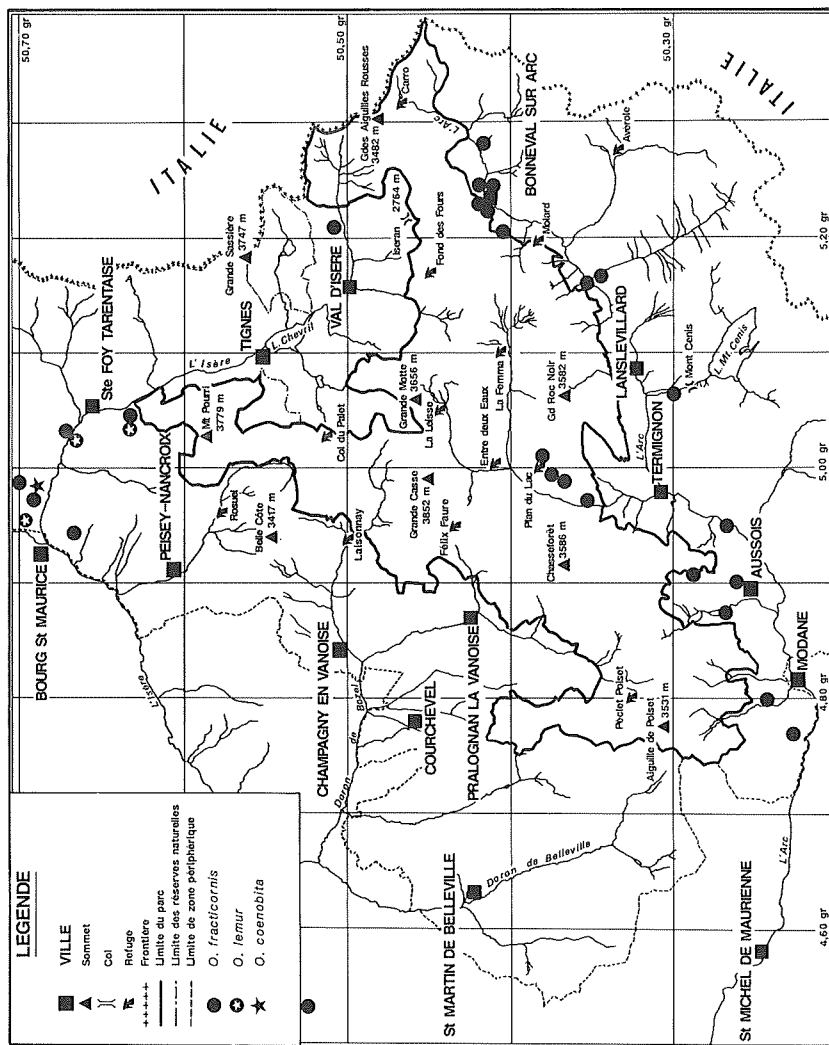 LEGENDE
VILLE
Sommet
Col
Refuge
Frontière
Limite du parc
Limite des réserves naturelles
Limite de zone périphérique
O. fracticornis
O. lemur
O. coenobita
50,70 gr
50,50 gr
50,30 gr
5,20 gr
5,00 gr
4,80 gr
4,60 gr
ITALIE
ITALIE
BOURG St MAURICE
Ste FOY TARENTAISE
L'Isère
L'Isère
PEISEY-NANCROIX
Rosuel
Mt Pourri
3779 m
Belle Côte
3417 m
Grande Sassière
3747 m
TIGNES
L. Chevril
VAL D'ISERE
Col du Palet
Iseran
2764 m
Gdes Aiguilles Rousses
3482 m
Carro
L'Arc
CHAMPAGNY EN VANOISE
Laisonnay
Doron de Bozel
COURCHEVEL
Grande Motte
3656 m
La Leisse
Grande Casse
3852 m
Félix Faure
Fond des Fours
PRALOGNAN LA VANOISE
Entre deux Eaux
La Femma
BONNEVAL SUR ARC
Plan du Lac
Gd Roc Noir
3582 m
Chasseforêt
3586 m
Molard
Averole
LANSLEVILLARD
L'Arc
TERMIGNON
Mont Cenis
L. Mt. Cenis
Péclet Polset
Aiguille de Polset
3531 m
AUSSOIS
MODANE
St MARTIN DE BELLEVILLE
Doron de Belleville
St MICHEL DE MAURIENNE
L'Arc